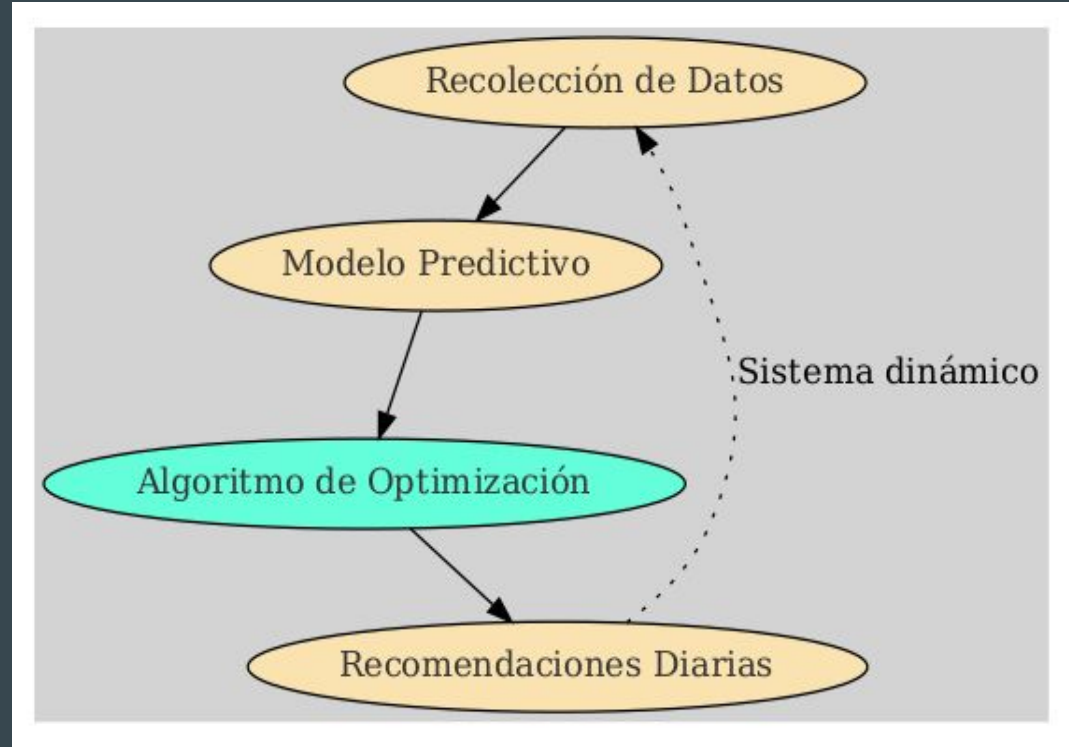 Recolección de Datos
Modelo Predictivo
Sistema dinámico
Algoritmo de Optimización
Recomendaciones Diarias